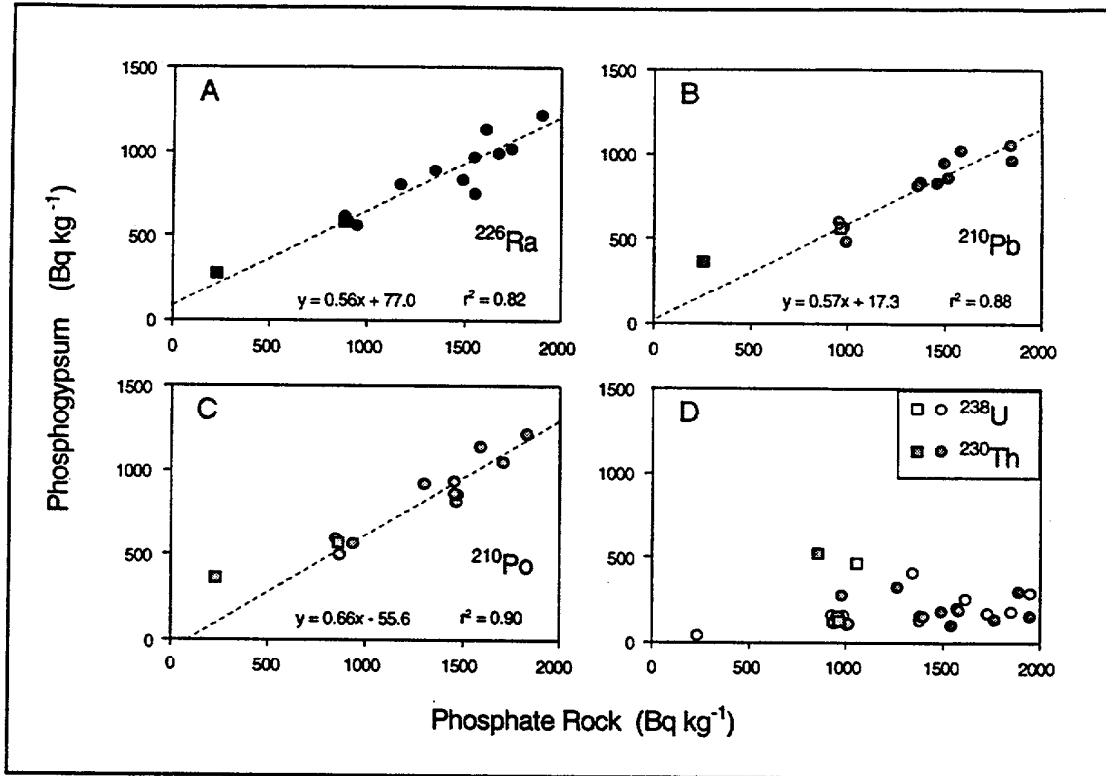 Phosphogypsum (Bq kg⁻¹)
1500
1000
500
0
A
²²⁶Ra
y = 0.56x + 77.0 r² = 0.82
0 500 1000 1500 2000
1500
1000
500
0
B
²¹⁰Pb
y = 0.57x + 17.3 r² = 0.88
0 500 1000 1500 2000
1500
1000
500
0
C
²¹⁰Po
y = 0.66x - 55.6 r² = 0.90
0 500 1000 1500 2000
1500
1000
500
0
D
²³⁸U
²³⁰Th
0 500 1000 1500 2000
Phosphate Rock (Bq kg⁻¹)